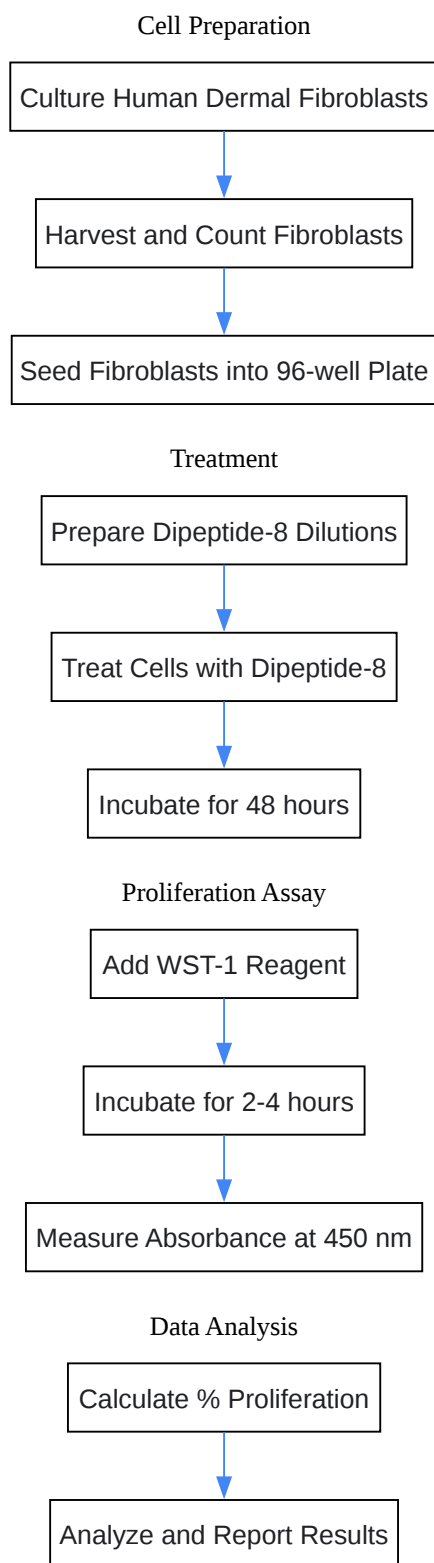 Cell Preparation
Culture Human Dermal Fibroblasts
Harvest and Count Fibroblasts
Seed Fibroblasts into 96-well Plate
Treatment
Prepare Dipeptide-8 Dilutions
Treat Cells with Dipeptide-8
Incubate for 48 hours
Proliferation Assay
Add WST-1 Reagent
Incubate for 2-4 hours
Measure Absorbance at 450 nm
Data Analysis
Calculate % Proliferation
Analyze and Report Results